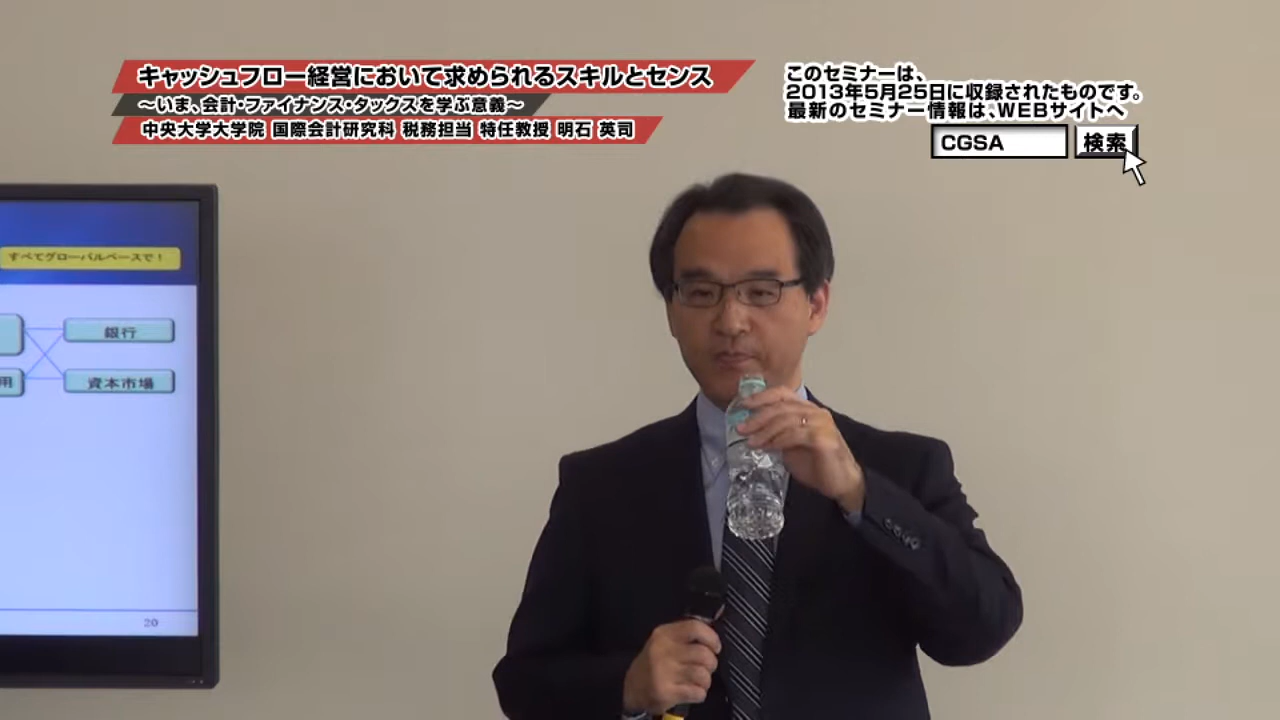 キャッシュフロー経営において求められるスキルとセンス
～いま、会計・ファイナンス・タックスを学ぶ意義～
中央大学大学院 国際会計研究科 税務担当 特任教授 明石 英司
このセミナーは、
2013年5月25日に収録されたものです。
最新のセミナー情報は、WEBサイトへ
CGSA 検索
すべてグローバルベースで！
銀行
用 資本市場
20